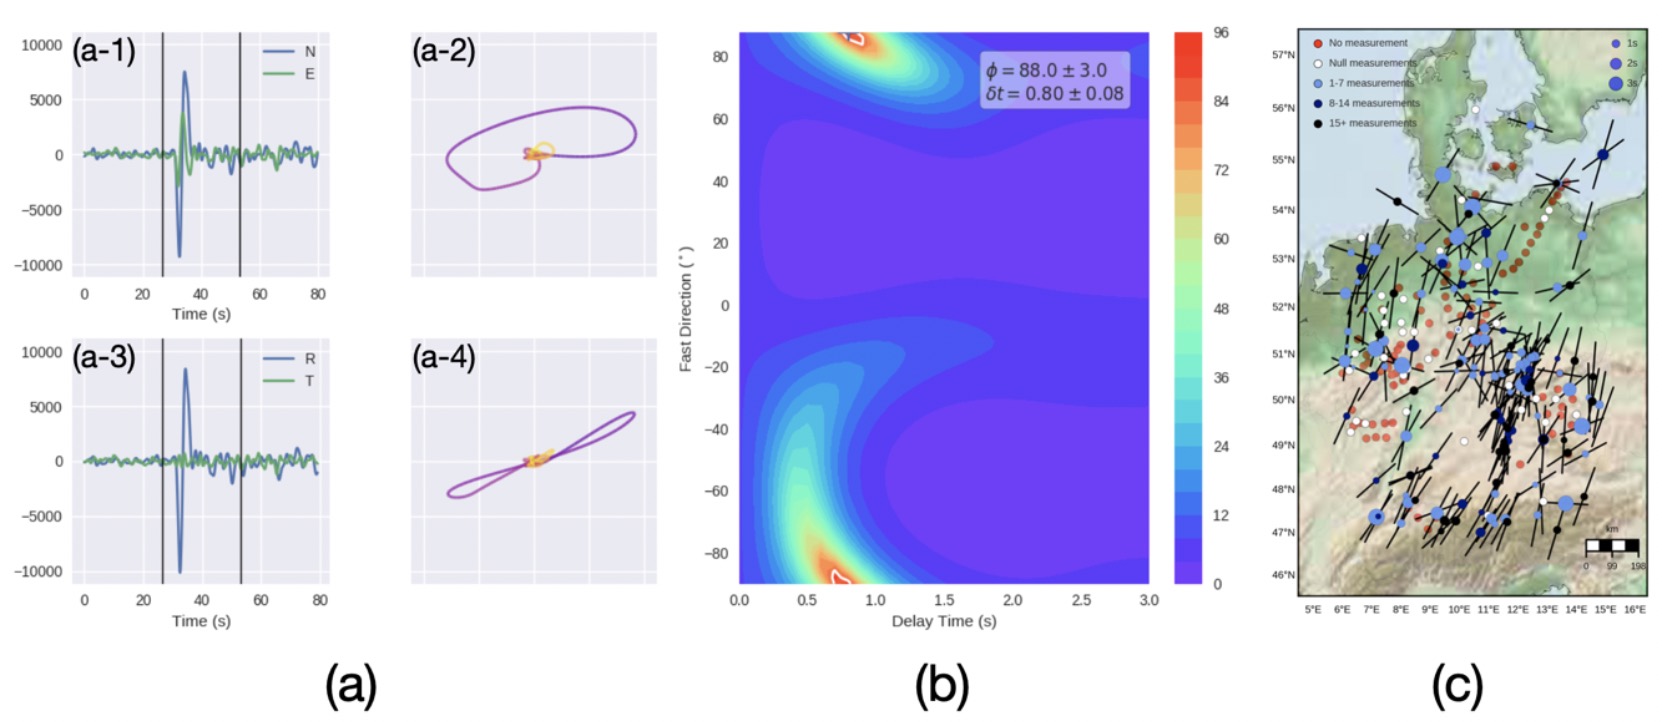 (a-1)
10000
5000
0
−5000
−10000
N
E
0 20 40 60 80
Time (s)
(a-2)
(a-3)
10000
5000
0
−5000
−10000
R
T
0 20 40 60 80
Time (s)
(a-4)
(a)
Fast Direction (°)
80
60
40
20
0
−20
−40
−60
−80
ϕ = 88.0 ± 3.0
δt = 0.80 ± 0.08
0.0 0.5 1.0 1.5 2.0 2.5 3.0
Delay Time (s)
96
84
72
60
48
36
24
12
0
(b)
No measurement
Null measurements
1-7 measurements
8-14 measurements
15+ measurements
1s
2s
3s
57°N
56°N
55°N
54°N
53°N
52°N
51°N
50°N
49°N
48°N
47°N
46°N
km
0 99 198
5°E 6°E 7°E 8°E 9°E 10°E 11°E 12°E 13°E 14°E 15°E 16°E
(c)